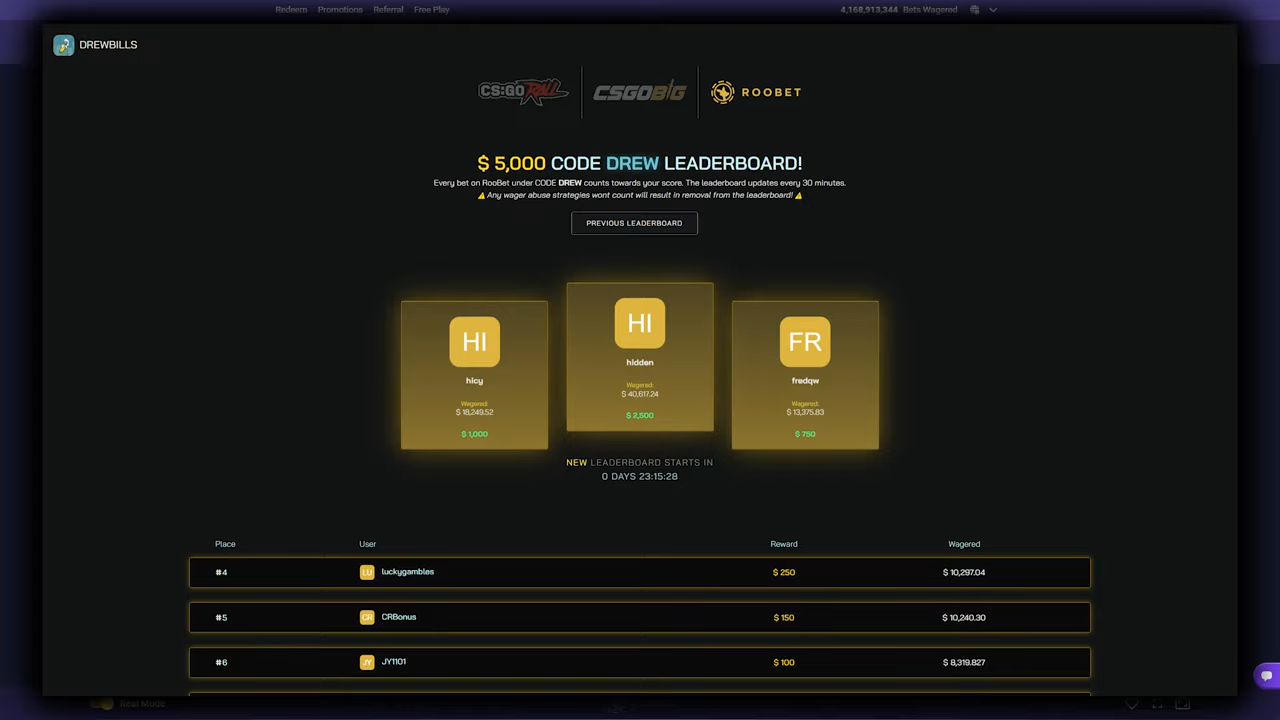 Redeem Promotions Referral Free Play 4,168,913,344 Bets Wagered
DREWBILLS
CS:GO ROLL CSGOBIG ROOBET
$ 5,000 CODE DREW LEADERBOARD!
Every bet on RooBet under CODE DREW counts towards your score. The leaderboard updates every 30 minutes.
⚠ Any wager abuse strategies wont count will result in removal from the leaderboard! ⚠
PREVIOUS LEADERBOARD
HI
hicy
Wagered:
$ 18,249.52
$ 1,000
HI
hidden
Wagered:
$ 40,617.24
$ 2,500
FR
fredqw
Wagered:
$ 13,375.83
$ 750
NEW LEADERBOARD STARTS IN
0 DAYS 23:15:28
Place User Reward Wagered
#4 LU luckygambles $ 250 $ 10,297.04
#5 CR CRBonus $ 150 $ 10,240.30
#6 JY JY1101 $ 100 $ 8,319.827
Real Mode